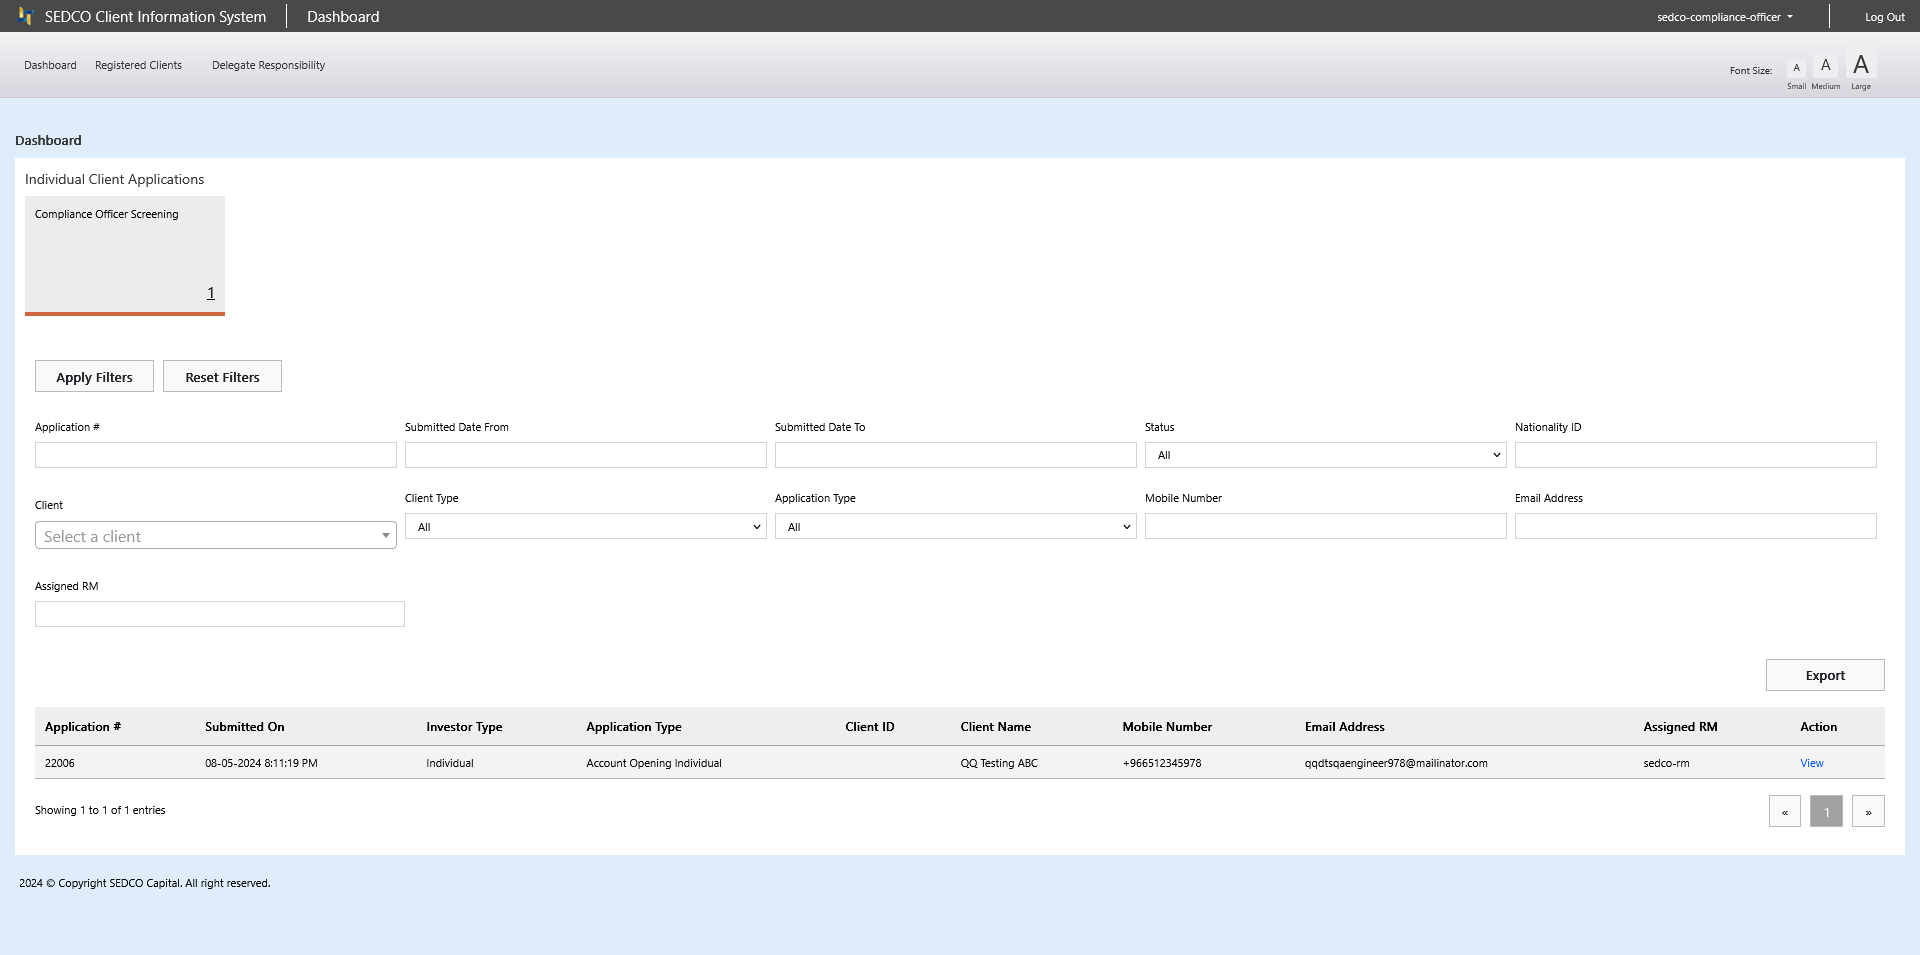 SEDCO Client Information System Dashboard sedco-compliance-officer Log Out
Dashboard Registered Clients Delegate Responsibility Font Size: A A A
Small Medium Large
Dashboard
Individual Client Applications
Compliance Officer Screening
1
Apply Filters Reset Filters
Application # Submitted Date From Submitted Date To Status Nationality ID
All
Client Client Type Application Type Mobile Number Email Address
Select a client All All
Assigned RM
Export
Application # Submitted On Investor Type Application Type Client ID Client Name Mobile Number Email Address Assigned RM Action
22006 08-05-2024 8:11:19 PM Individual Account Opening Individual QQ Testing ABC +966512345978 qqdtsqaengineer978@mailinator.com sedco-rm View
Showing 1 to 1 of 1 entries « 1 »
2024 © Copyright SEDCO Capital. All right reserved.